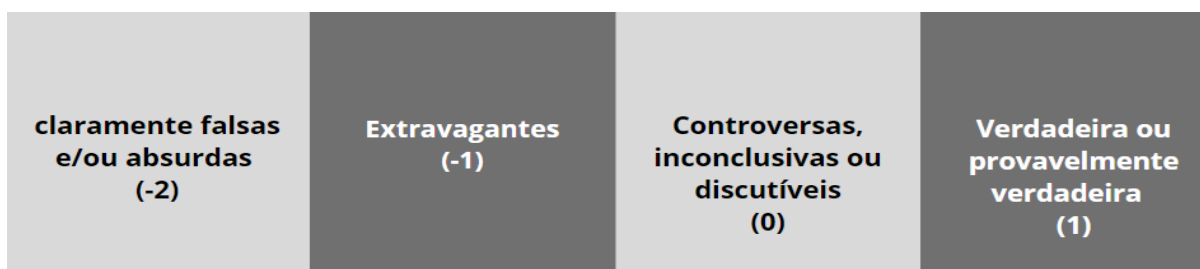 claramente falsas
e/ou absurdas
(-2)
Extravagantes
(-1)
Controversas,
inconclusivas ou
discutíveis
(0)
Verdadeira ou
provavelmente
verdadeira
(1)